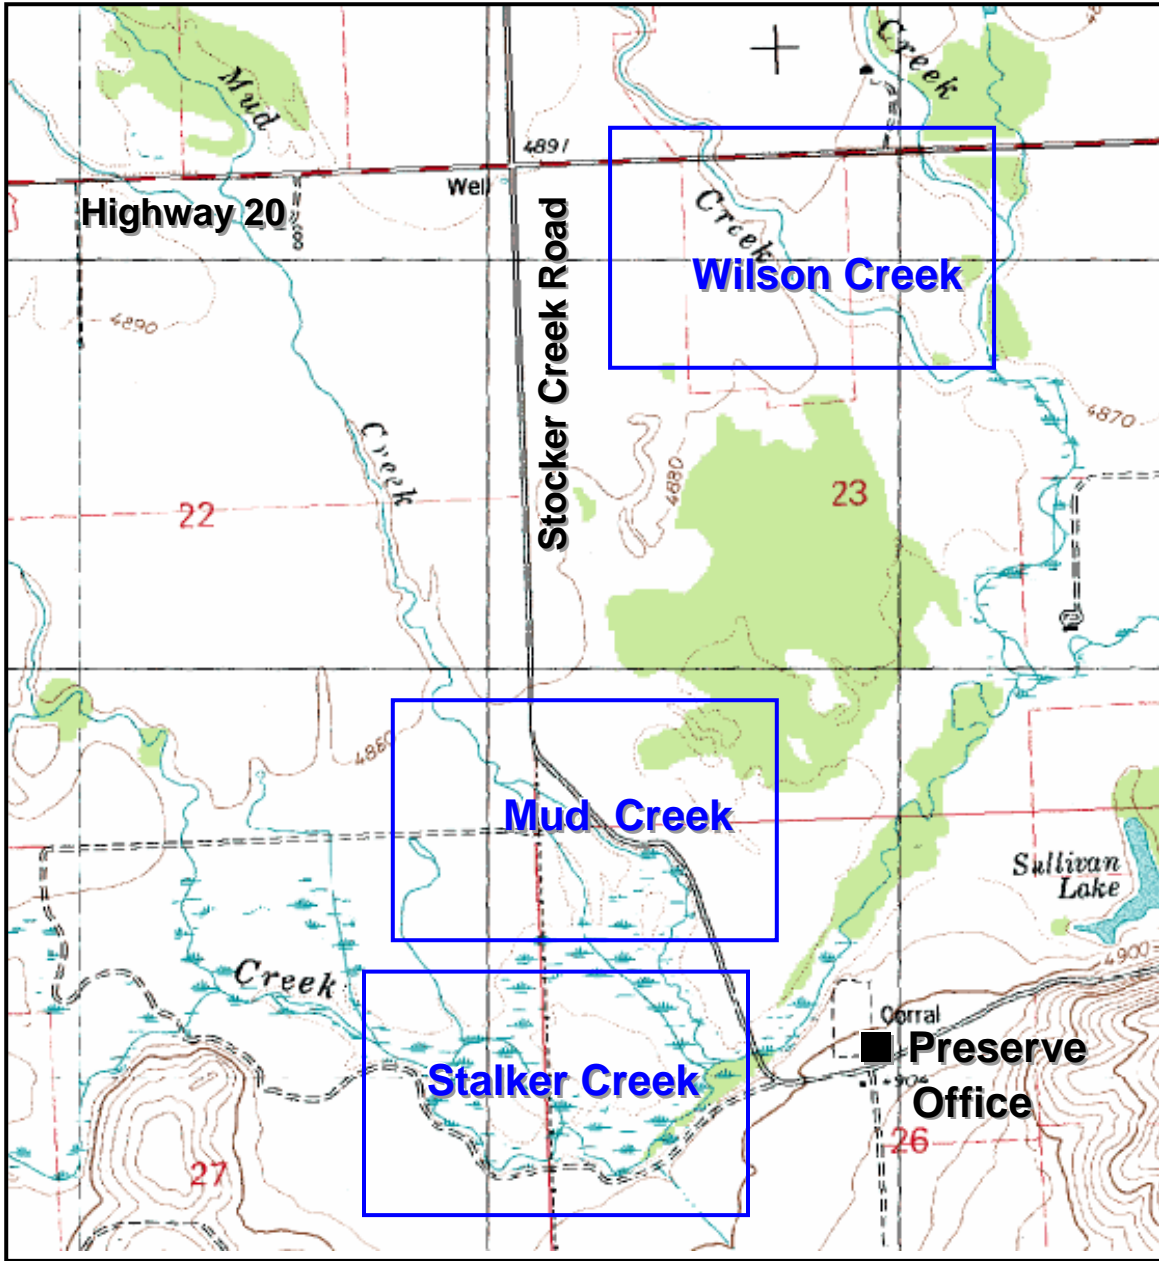 Creek
Mud
4891
Well
Highway 20
Stocker Creek Road
Creek
Wilson Creek
4890
4870
Creek
4880
23
22
4880
Mud  Creek
Sullivan
Lake
Creek
4900
Corral
Preserve
Office
Stalker Creek
26
27